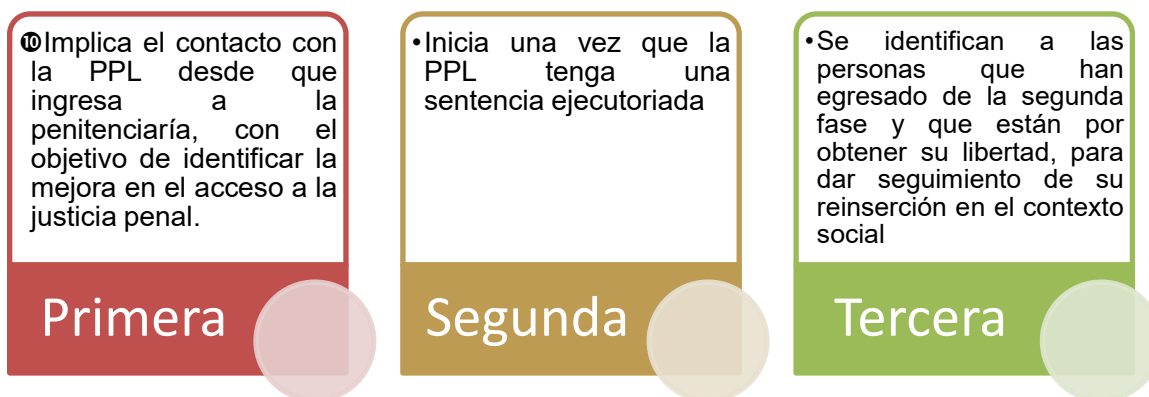 ❿Implica el contacto con
la PPL desde que
ingresa a la
penitenciaría, con el
objetivo de identificar la
mejora en el acceso a la
justicia penal.
Primera
•Inicia una vez que la
PPL tenga una
sentencia ejecutoriada
Segunda
•Se identifican a las
personas que han
egresado de la segunda
fase y que están por
obtener su libertad, para
dar seguimiento de su
reinserción en el contexto
social
Tercera